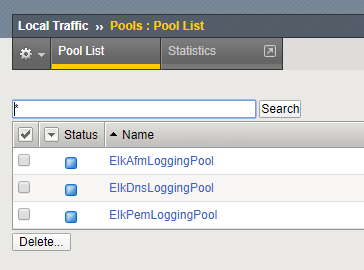 Local Traffic ›› Pools : Pool List
Pool List Statistics
* Search
Status Name
ElkAfmLoggingPool
ElkDnsLoggingPool
ElkPemLoggingPool
Delete...